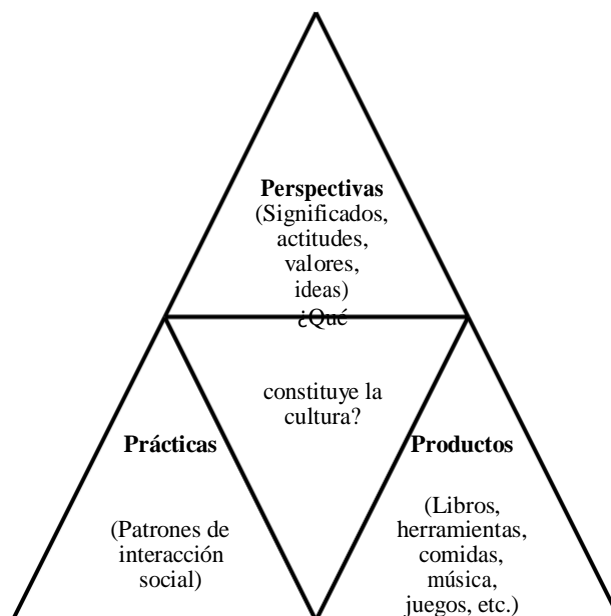 Perspectivas
(Significados,
actitudes,
valores,
ideas)
¿Qué
constituye la
cultura?
Prácticas
(Patrones de
interacción
social)
Productos
(Libros,
herramientas,
comidas,
música,
juegos, etc.)